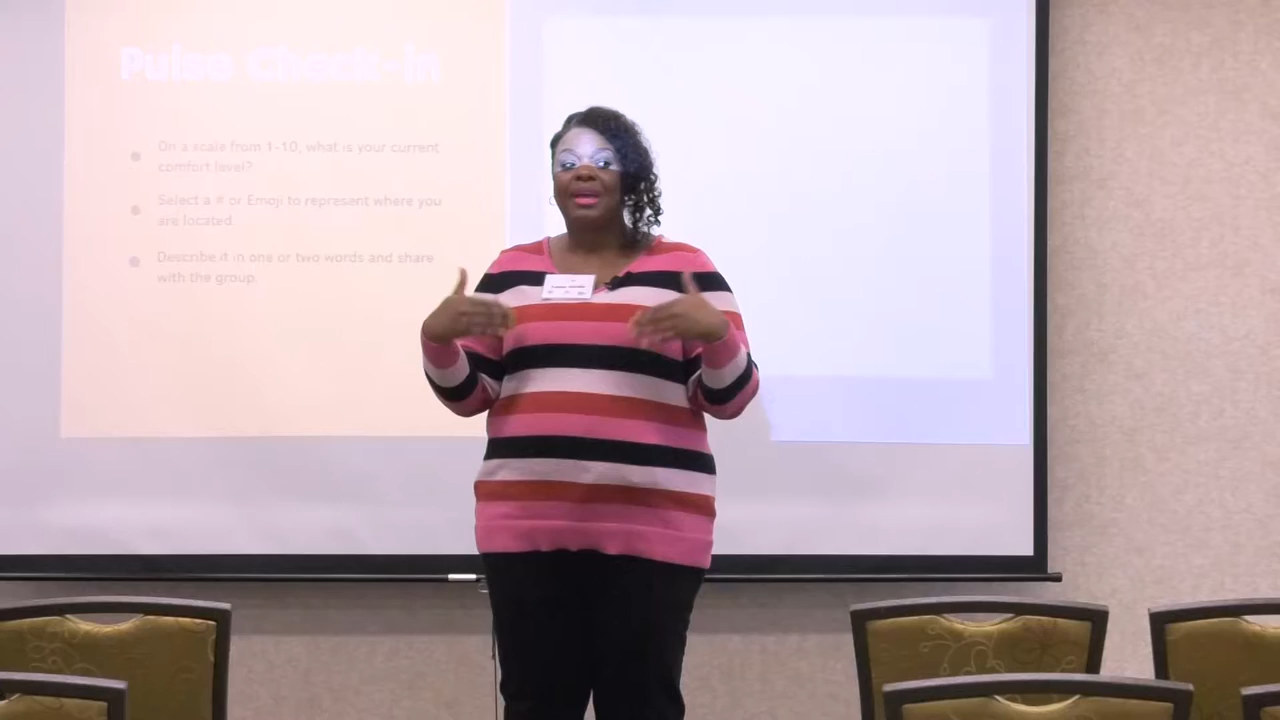 Pulse Check-in
On a scale from 1-10, what is your current
comfort level?
Select a # or Emoji to represent where you
are located
Describe it in one or two words and share
with the group.